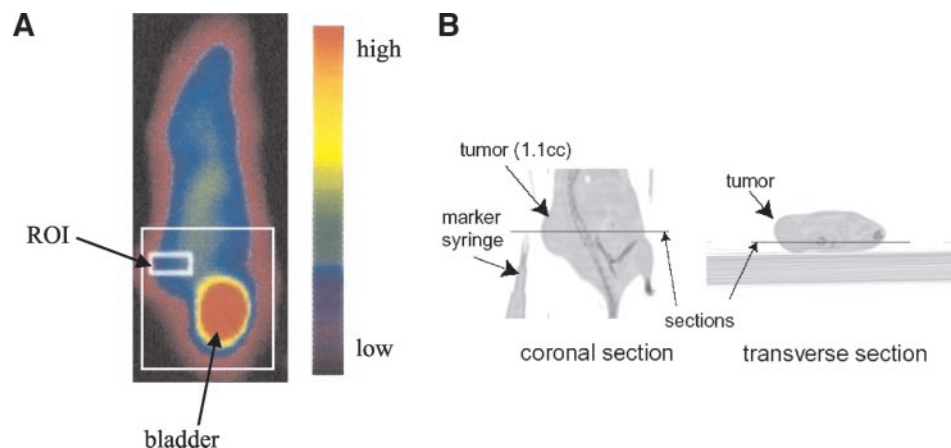 A
high
ROI
low
bladder
B
tumor (1.1cc)
marker
syringe
tumor
sections
coronal section
transverse section